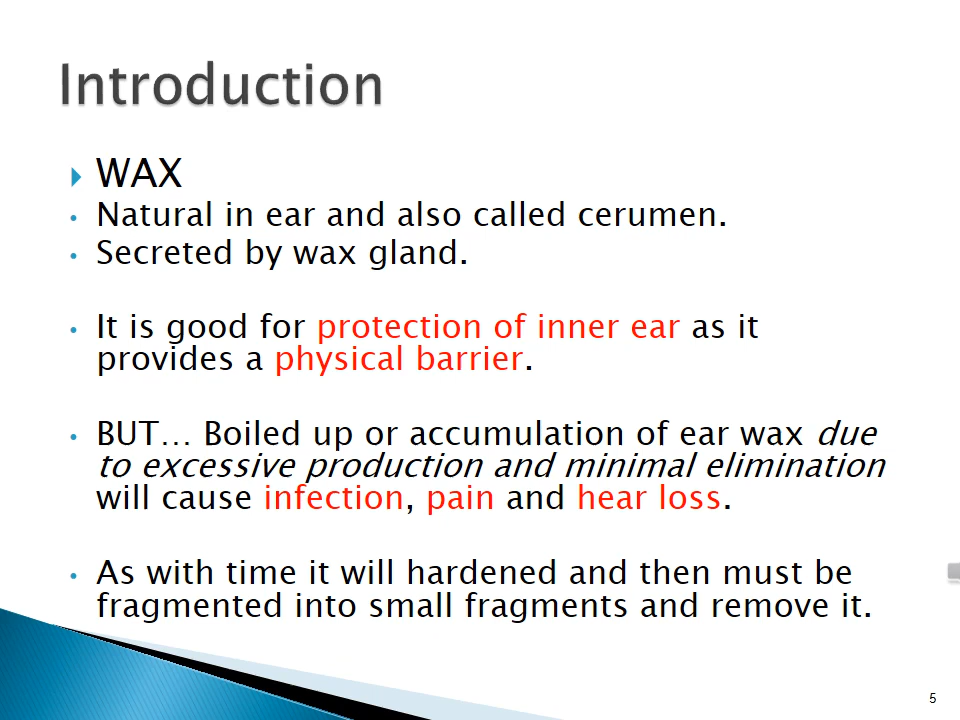 Introduction
WAX
• Natural in ear and also called cerumen.
• Secreted by wax gland.
• It is good for protection of inner ear as it
provides a physical barrier.
• BUT… Boiled up or accumulation of ear wax due
to excessive production and minimal elimination
will cause infection, pain and hear loss.
• As with time it will hardened and then must be
fragmented into small fragments and remove it.
5